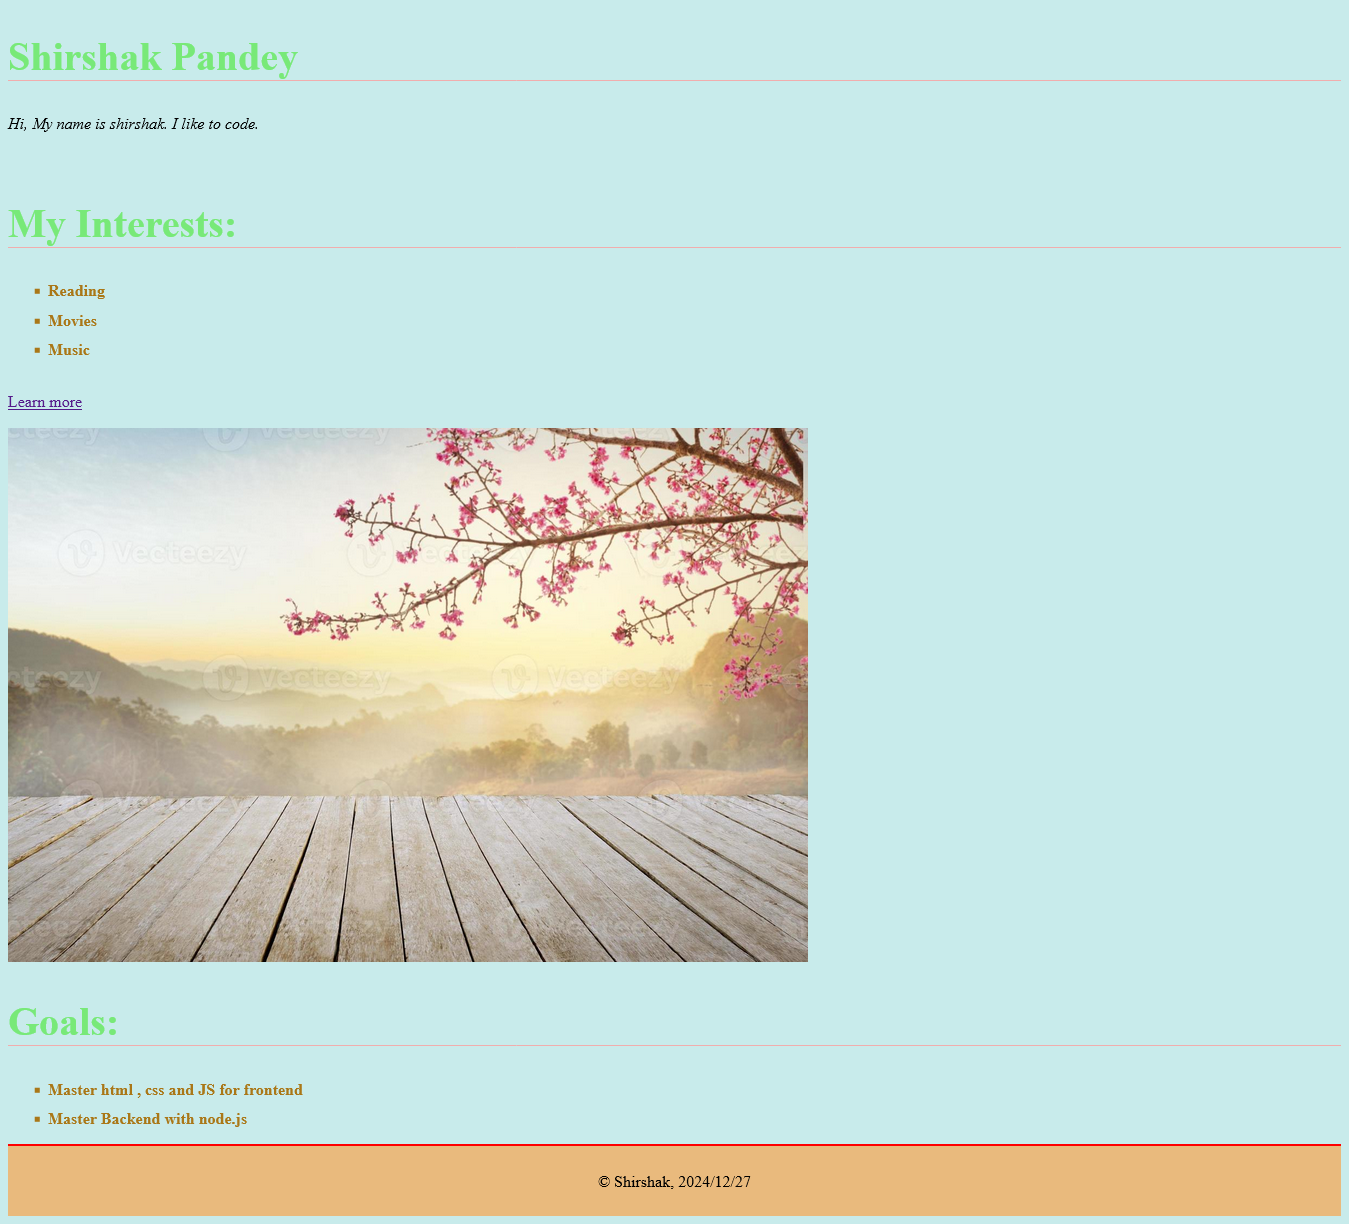 Shirshak Pandey
Hi, My name is shirshak. I like to code.
My Interests:
Reading
Movies
Music
Learn more
Vecteezy
Vecteezy
Vecteezy
Vecteezy
Goals:
Master html , css and JS for frontend
Master Backend with node.js
© Shirshak, 2024/12/27